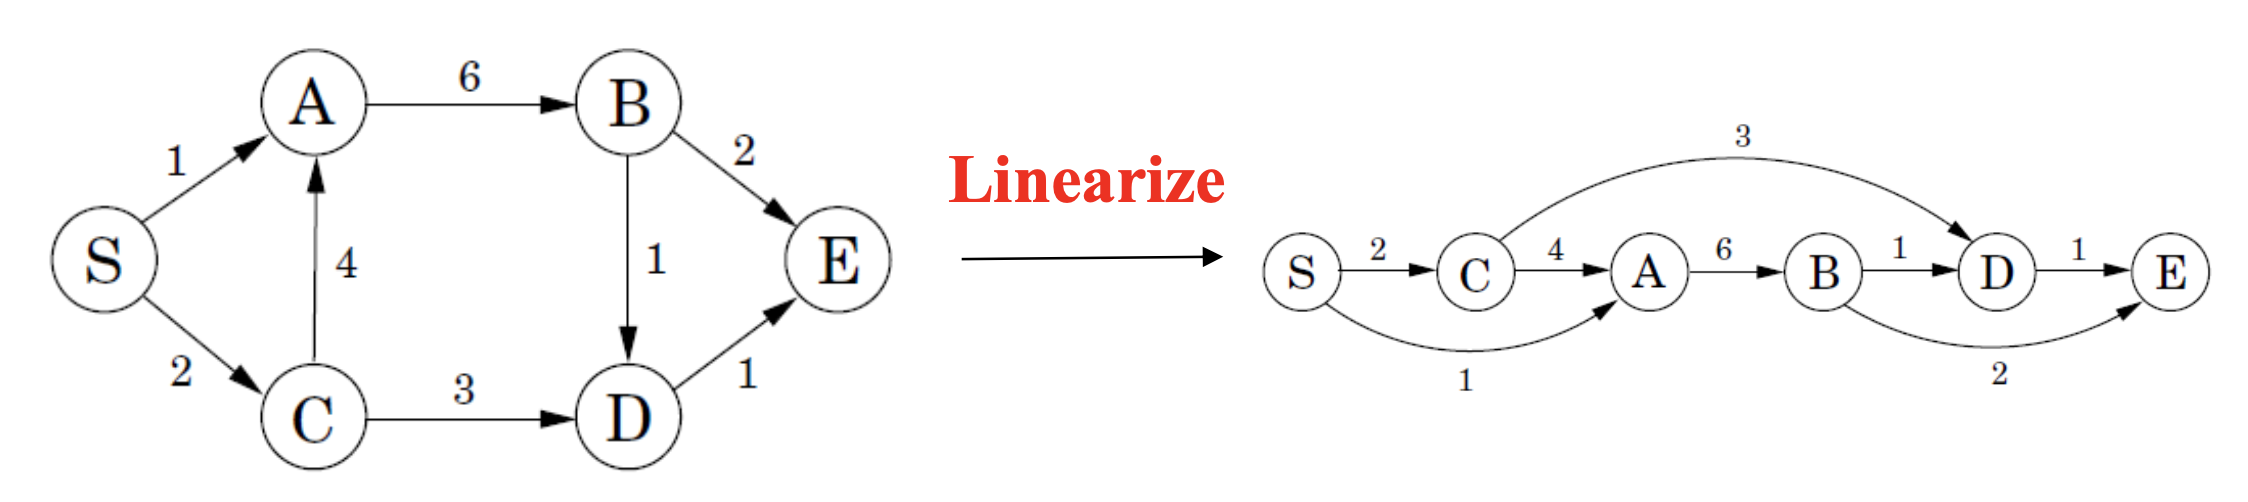 A 6 B
1 2
Linearize
S 4 1 E
2 3 1
C D
3
S 2 C 4 A 6 B 1 D 1 E
1 2